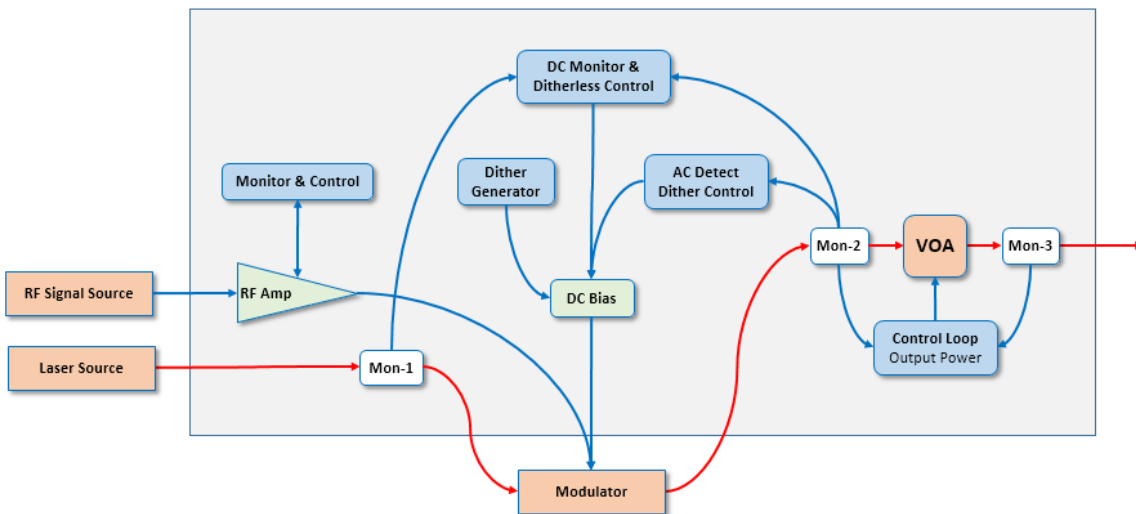 DC Monitor &
Ditherless Control
Monitor & Control
Dither
Generator
AC Detect
Dither Control
Mon-2
VOA
Mon-3
RF Signal Source
RF Amp
DC Bias
Control Loop
Output Power
Laser Source
Mon-1
Modulator